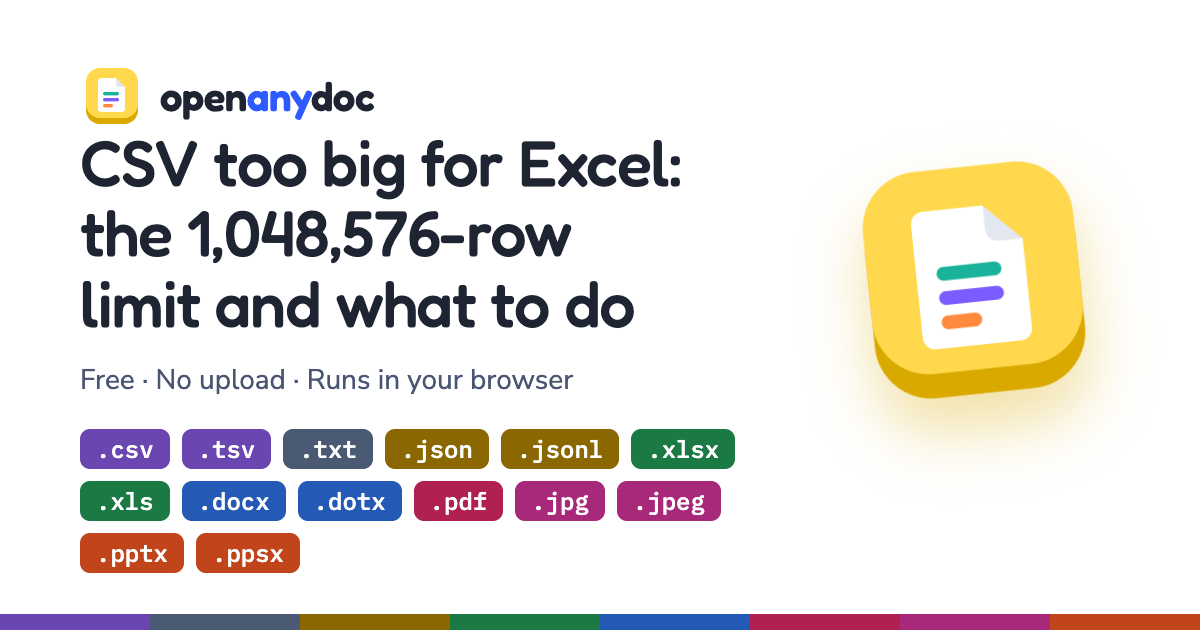 openanydoc
CSV too big for Excel:
the 1,048,576-row
limit and what to do
Free · No upload · Runs in your browser
.csv .tsv .txt .json .jsonl .xlsx
.xls .docx .dotx .pdf .jpg .jpeg
.pptx .ppsx